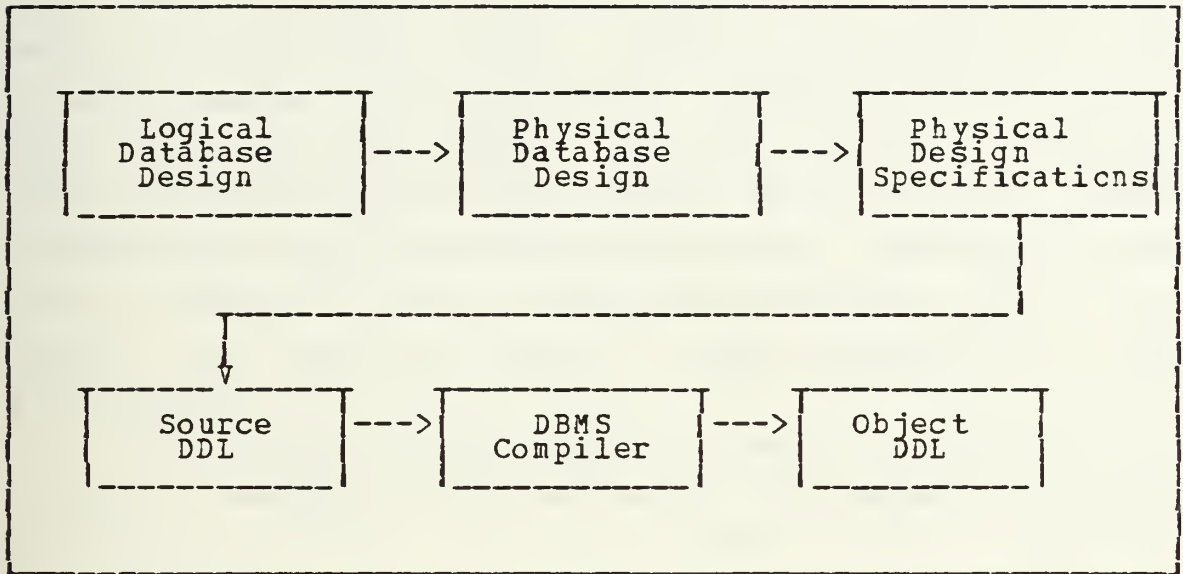 Logical
Database
Design
Physical
Database
Design
Physical
Design
Specifications
Source
DDL
DBMS
Compiler
Object
DDL